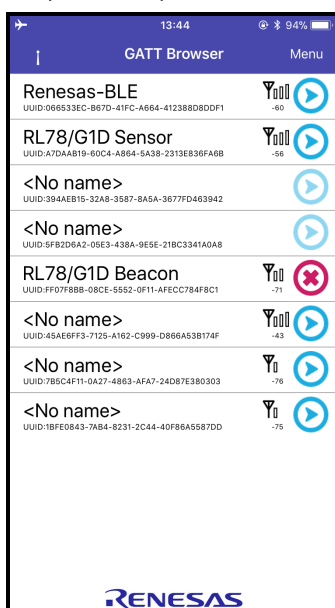 13:44
94%
GATT Browser
Menu
Renesas-BLE
UUID:066533EC-B67D-41FC-A664-412388D8DDF1
-60
RL78/G1D Sensor
UUID:A7DAAB19-60C4-A864-5A38-2313E836FA6B
-56
<No name>
UUID:394AEB15-32A8-3587-8A5A-3677FD463942
<No name>
UUID:5FB2D6A2-05E3-438A-9E5E-21BC3341A0A8
RL78/G1D Beacon
UUID:FF07F8BB-08CE-5552-0F11-AFECC784F8C1
-71
<No name>
UUID:45AE6FF3-7125-A162-C999-D866A53B174F
-43
<No name>
UUID:7B5C4F11-0A27-4863-AFA7-24D87E380303
-76
<No name>
UUID:1BFE0843-7AB4-8231-2C44-40F86A5587DD
-75
RENESAS